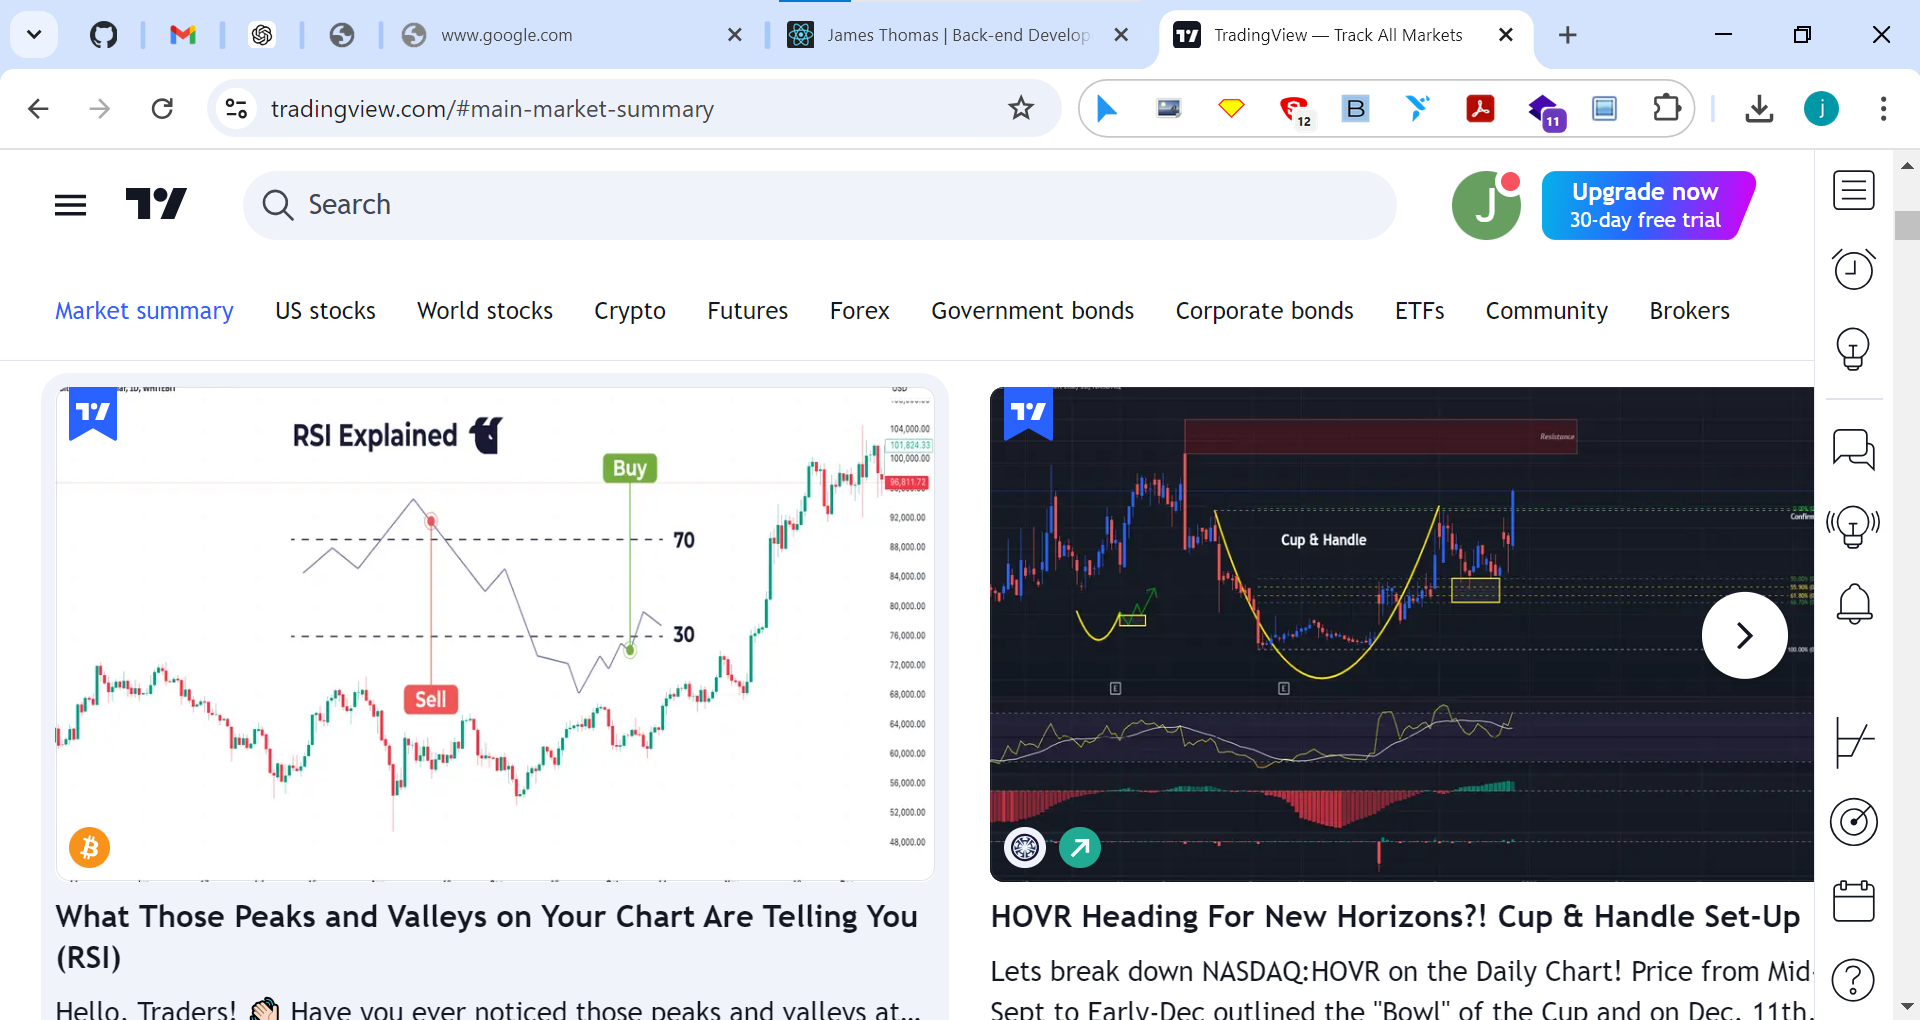 www.google.com
James Thomas | Back-end Develop
TradingView — Track All Markets
tradingview.com/#main-market-summary
12
B
11
j
Search
J
Upgrade now
30-day free trial
Market summary
US stocks
World stocks
Crypto
Futures
Forex
Government bonds
Corporate bonds
ETFs
Community
Brokers
RSI Explained
Buy
70
30
Sell
USD
104,000.00
101,824.33
100,000.00
96,811.72
92,000.00
88,000.00
84,000.00
80,000.00
76,000.00
72,000.00
68,000.00
64,000.00
60,000.00
56,000.00
52,000.00
48,000.00
What Those Peaks and Valleys on Your Chart Are Telling You
(RSI)
Hello, Traders! 👋🏻 Have you ever noticed those peaks and valleys at...
Resistance
Cup & Handle
E
E
100.00%
HOVR Heading For New Horizons?! Cup & Handle Set-Up
Lets break down NASDAQ:HOVR on the Daily Chart! Price from Mid-
Sept to Early-Dec outlined the "Bowl" of the Cup and on Dec. 11th,